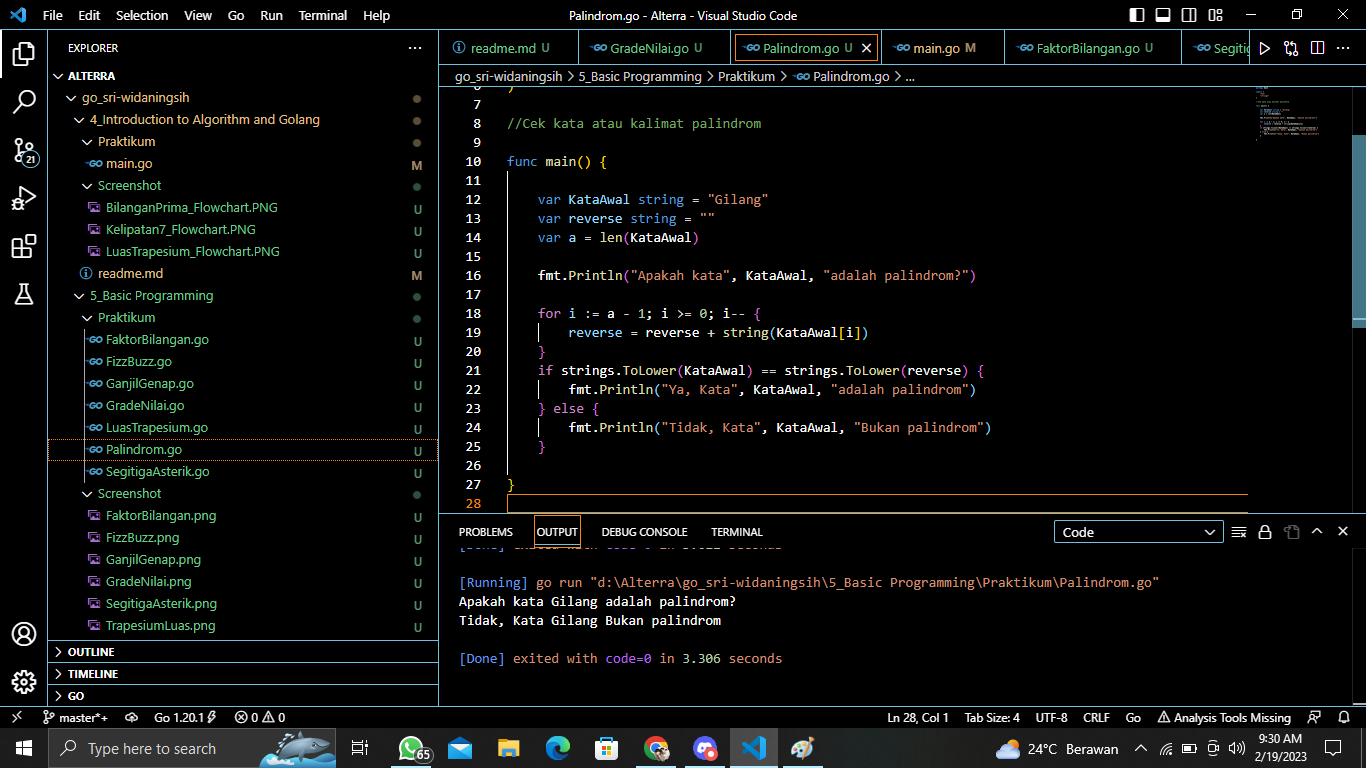 File Edit Selection View Go Run Terminal Help Palindrom.go - Alterra - Visual Studio Code
EXPLORER
readme.md U GradeNilai.go U Palindrom.go U main.go M FaktorBilangan.go U
go_sri-widaningsih > 5_Basic Programming > Praktikum > Palindrom.go > ...
ALTERRA
go_sri-widaningsih
4_Introduction to Algorithm and Golang
Praktikum
main.go M
Screenshot
BilanganPrima_Flowchart.PNG U
Kelipatan7_Flowchart.PNG U
LuasTrapesium_Flowchart.PNG U
readme.md M
5_Basic Programming
Praktikum
FaktorBilangan.go U
FizzBuzz.go U
GanjilGenap.go U
GradeNilai.go U
LuasTrapesium.go U
Palindrom.go U
SegitigaAsterik.go U
Screenshot
FaktorBilangan.png U
FizzBuzz.png U
GanjilGenap.png U
GradeNilai.png U
SegitigaAsterik.png U
TrapesiumLuas.png U
OUTLINE
TIMELINE
GO
21
7
8 //Cek kata atau kalimat palindrom
9
10 func main() {
11
12 var KataAwal string = "Gilang"
13 var reverse string = ""
14 var a = len(KataAwal)
15
16 fmt.Println("Apakah kata", KataAwal, "adalah palindrom?")
17
18 for i := a - 1; i >= 0; i-- {
19 reverse = reverse + string(KataAwal[i])
20 }
21 if strings.ToLower(KataAwal) == strings.ToLower(reverse) {
22 fmt.Println("Ya, Kata", KataAwal, "adalah palindrom")
23 } else {
24 fmt.Println("Tidak, Kata", KataAwal, "Bukan palindrom")
25 }
26
27 }
28
PROBLEMS OUTPUT DEBUG CONSOLE TERMINAL Code
[Running] go run "d:\Alterra\go_sri-widaningsih\5_Basic Programming\Praktikum\Palindrom.go"
Apakah kata Gilang adalah palindrom?
Tidak, Kata Gilang Bukan palindrom
[Done] exited with code=0 in 3.306 seconds
master*+ Go 1.20.1 0 0 Ln 28, Col 1 Tab Size: 4 UTF-8 CRLF Go Analysis Tools Missing
Type here to search 65 24°C Berawan 9:30 AM
2/19/2023